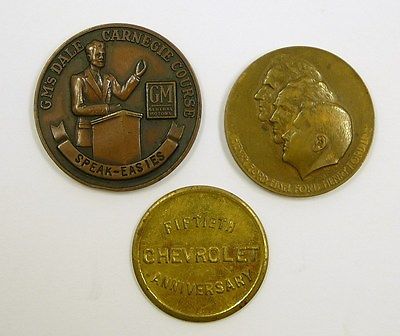 GM'S DALE CARNEGIE COURSE
GM
GENERAL
MOTORS
SPEAK-EASIES
HENRY FORD EDSEL FORD HENRY FORD II
FIFTIETH
CHEVROLET
ANNIVERSARY